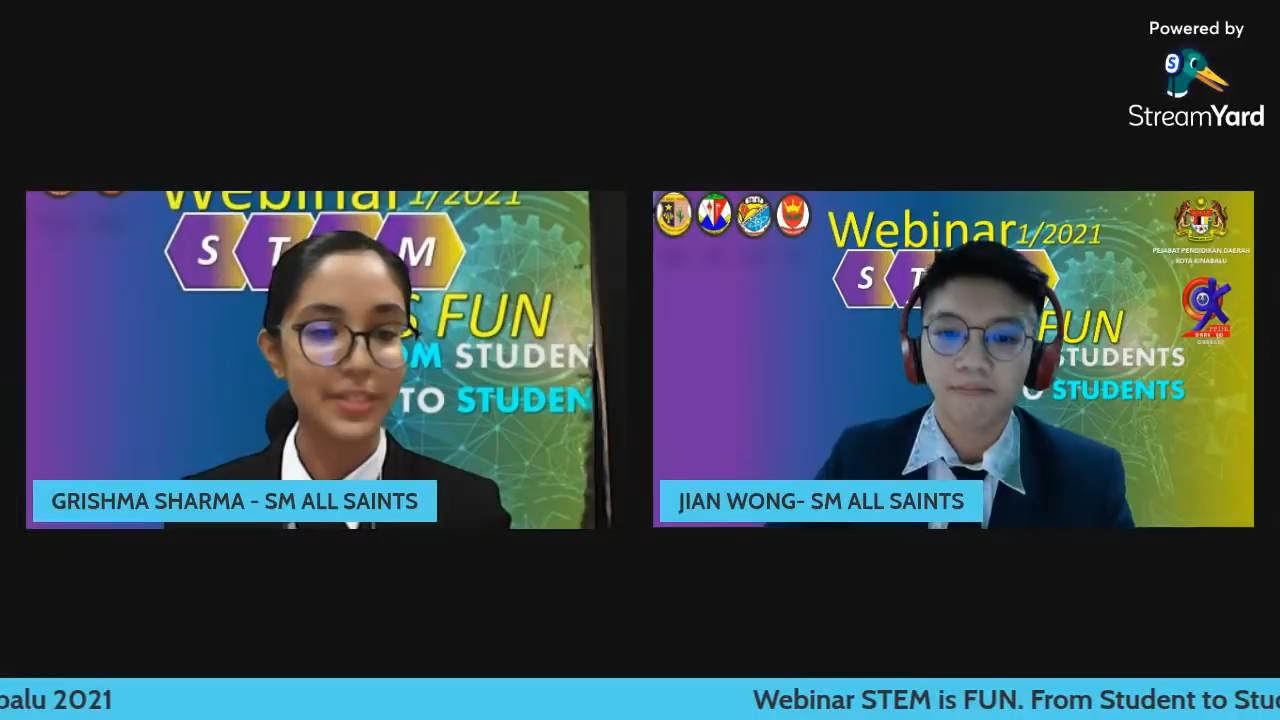 Powered by
StreamYard
Webinar 1/2021
S T M
FUN
STUDEN
TO STUDEN
GRISHMA SHARMA - SM ALL SAINTS
Webinar 1/2021
S T
FUN
STUDENTS
STUDENTS
PEJABAT PENDIDIKAN DAERAH
KOTA KINABALU
JIAN WONG- SM ALL SAINTS
balu 2021
Webinar STEM is FUN. From Student to Stu